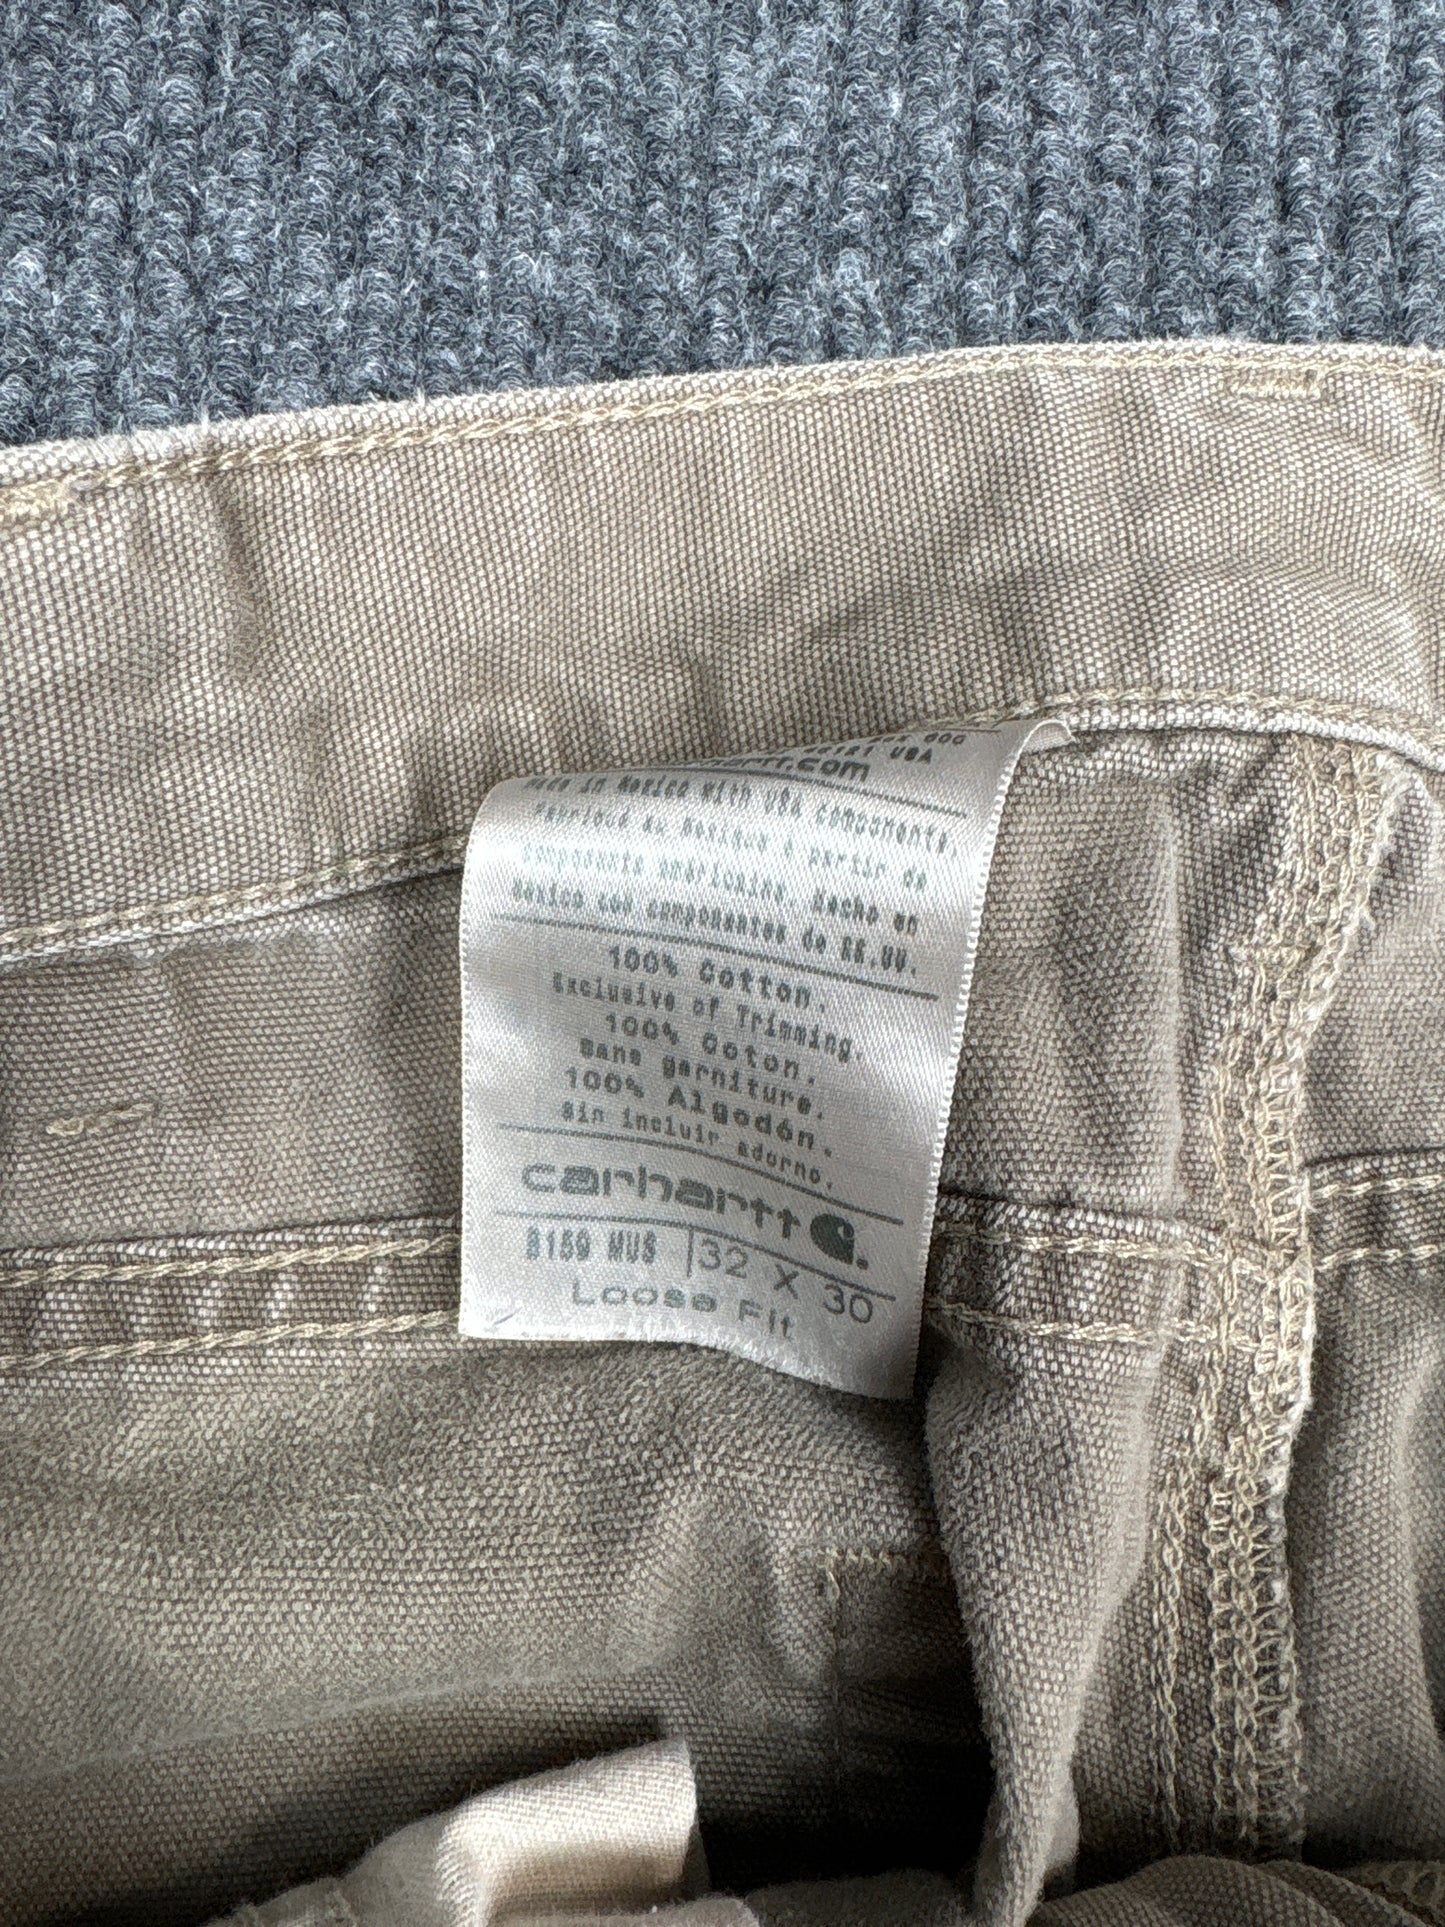 121 USA
Made in Mexico with USA components.
Fabriqué au Mexique à partir de
composants américains. Hecho en
México con componentes de EE.UU.
100% Cotton.
Exclusive of Trimming.
100% Coton.
Sans garniture.
100% Algodón.
Sin incluir adorno.
carhartt
B159 MUS 32 X 30
Loose Fit